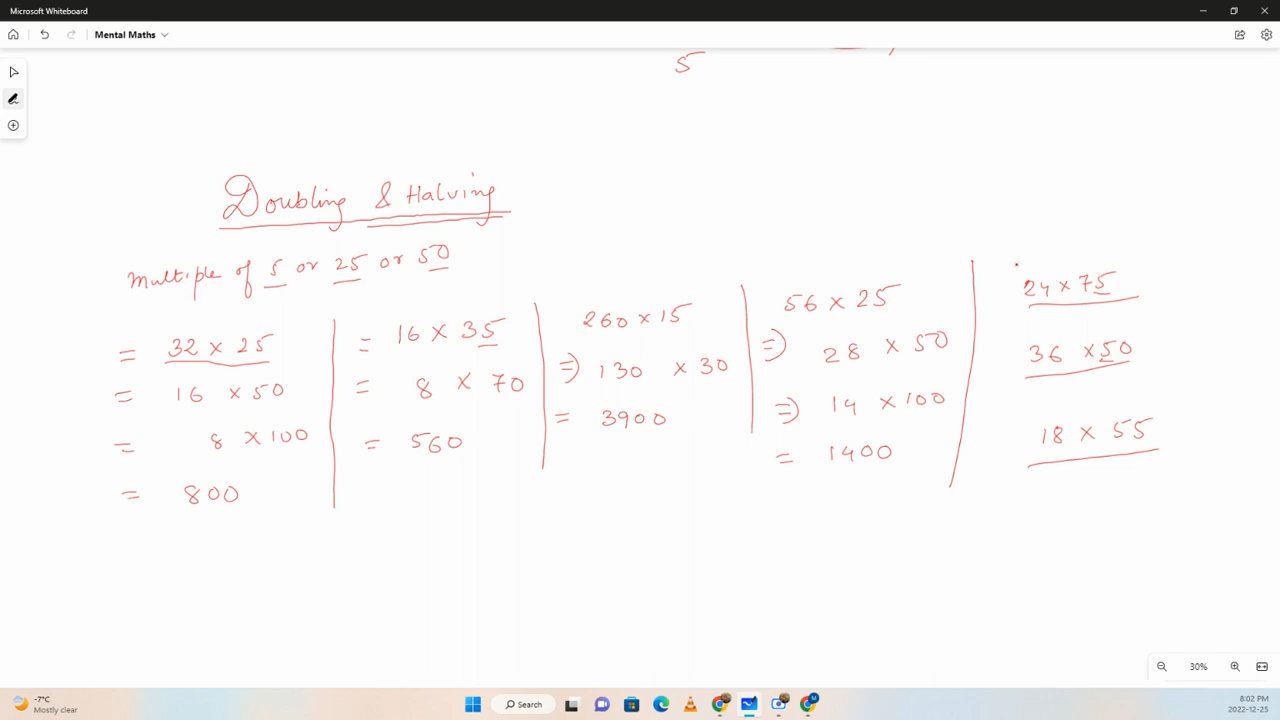 Microsoft Whiteboard
Mental Maths
5
Doubling & Halving
Multiple of 5 or 25 or 50
= 32 x 25
= 16 x 50
= 8 x 100
= 800
= 16 x 35
= 8 x 70
= 560
260 x 15
⇒ 130 x 30
= 3900
56 x 25
⇒ 28 x 50
⇒ 14 x 100
= 1400
24 x 75
36 x 50
18 x 55
30%
-7°C
Mostly clear
Search
8:02 PM
2022-12-25